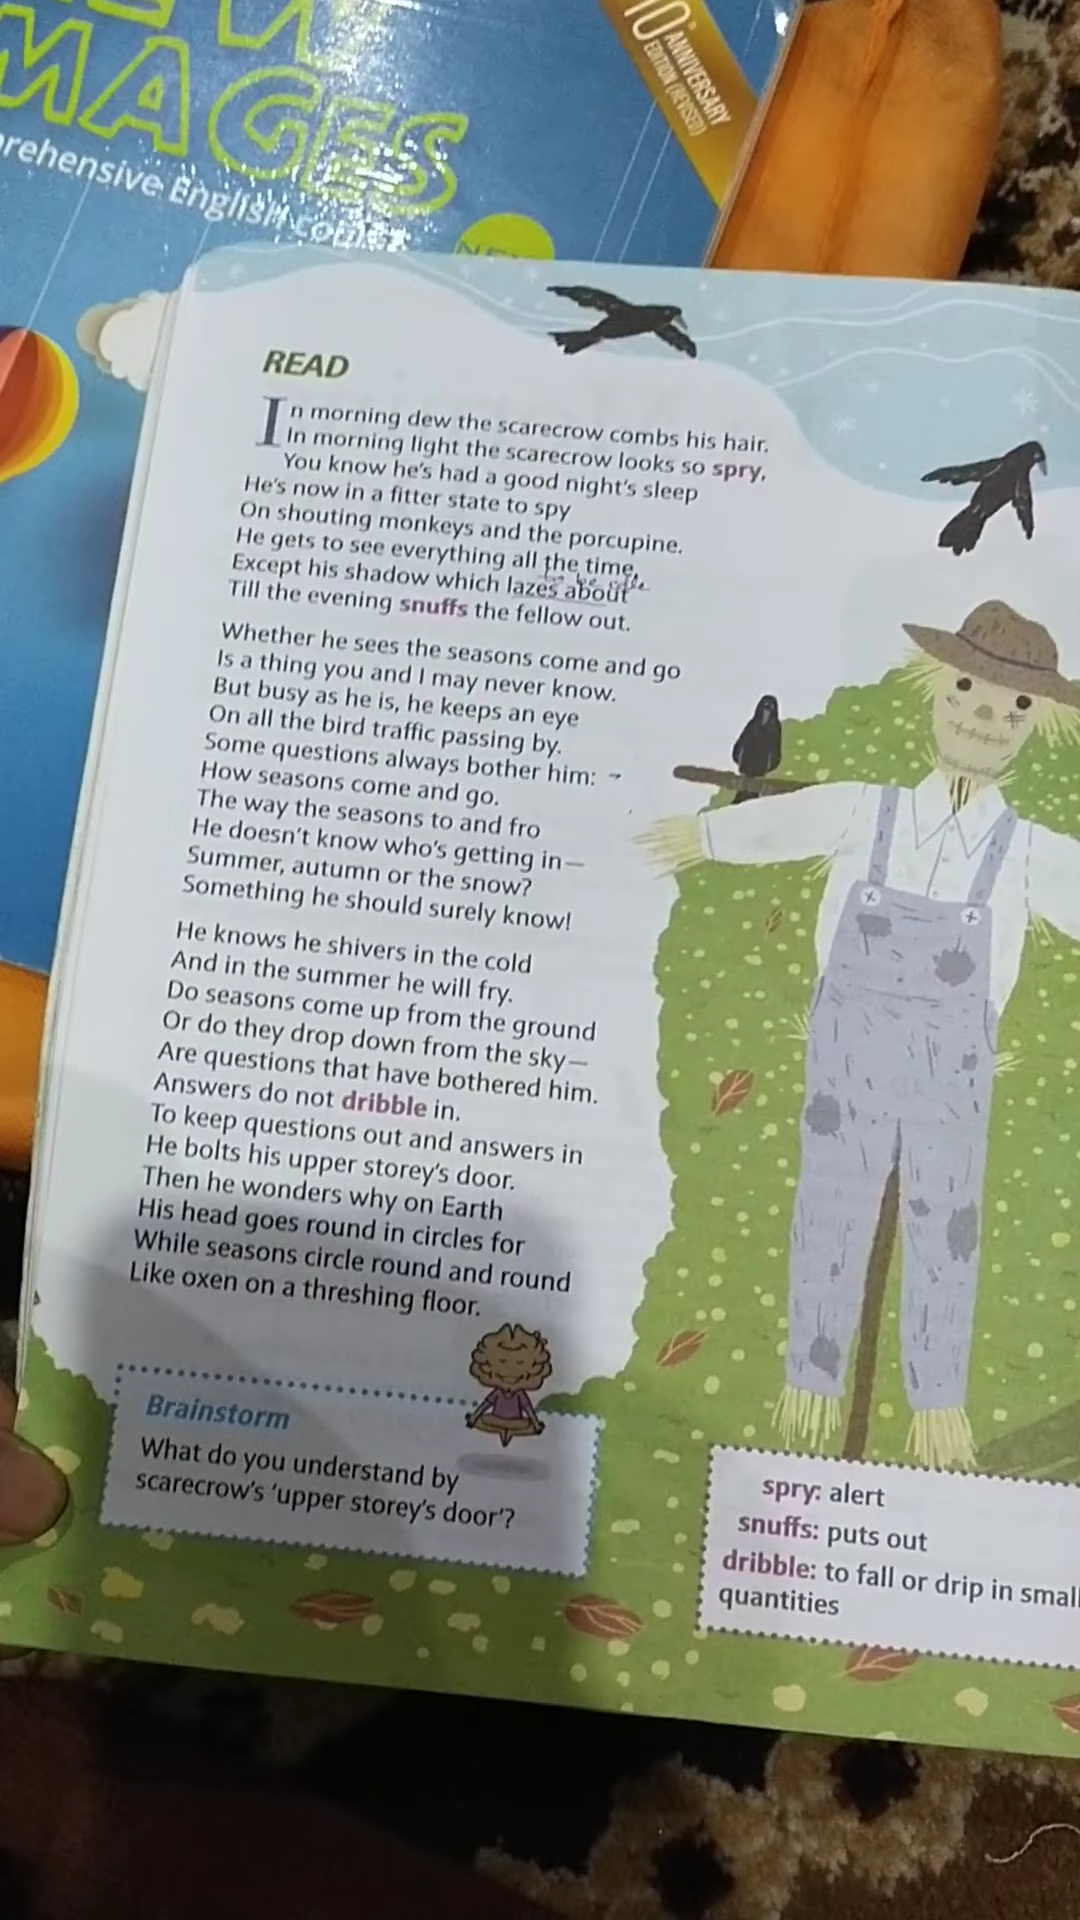 MAGES
prehensive English course
10th ANNIVERSARY
EDITION (REVISED)
READ
In morning dew the scarecrow combs his hair.
In morning light the scarecrow looks so spry,
You know he's had a good night's sleep
He's now in a fitter state to spy
On shouting monkeys and the porcupine.
He gets to see everything all the time,
Except his shadow which lazes about
Till the evening snuffs the fellow out.
Whether he sees the seasons come and go
Is a thing you and I may never know.
But busy as he is, he keeps an eye
On all the bird traffic passing by.
Some questions always bother him:
How seasons come and go.
The way the seasons to and fro
He doesn't know who's getting in—
Summer, autumn or the snow?
Something he should surely know!
He knows he shivers in the cold
And in the summer he will fry.
Do seasons come up from the ground
Or do they drop down from the sky—
Are questions that have bothered him.
Answers do not dribble in.
To keep questions out and answers in
He bolts his upper storey's door.
Then he wonders why on Earth
His head goes round in circles for
While seasons circle round and round
Like oxen on a threshing floor.
Brainstorm
What do you understand by
scarecrow's 'upper storey's door'?
spry: alert
snuffs: puts out
dribble: to fall or drip in small
quantities